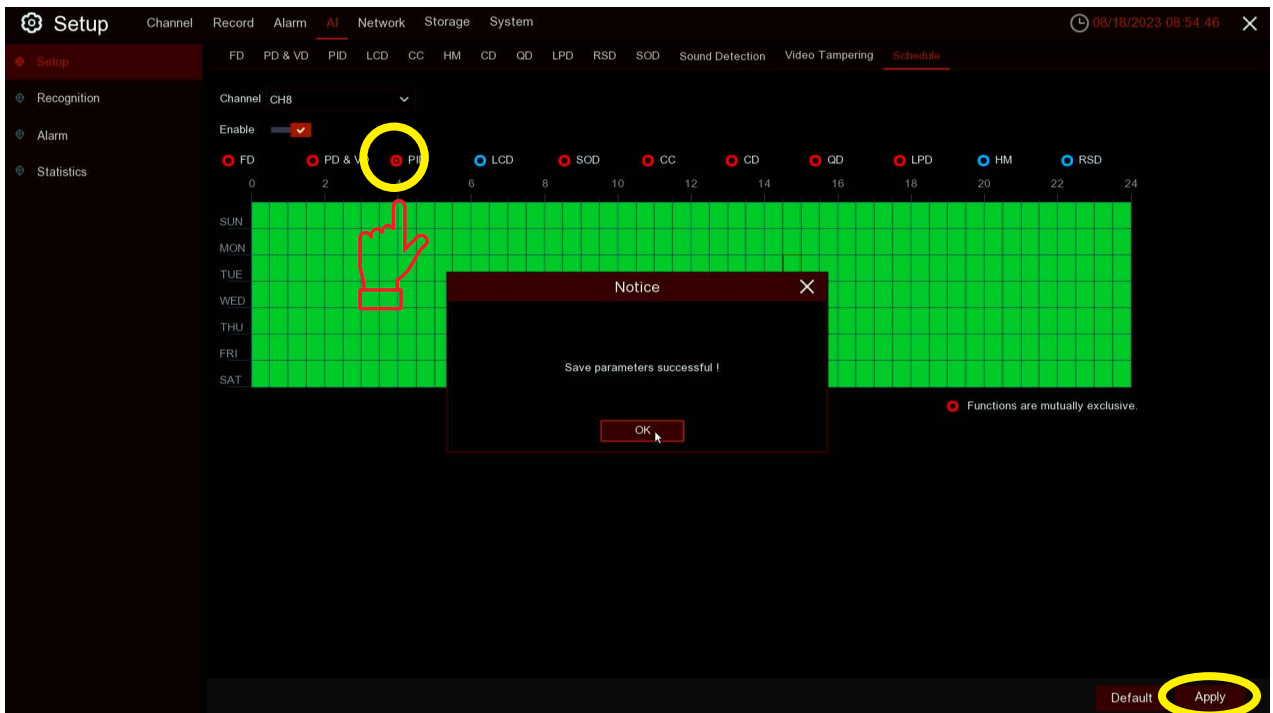 Setup Channel Record Alarm AI Network Storage System 08/18/2023 08:54:46
Setup
FD PD & VD PID LCD CC HM CD QD LPD RSD SOD Sound Detection Video Tampering Schedule
Recognition
Alarm
Statistics
Channel CH8
Enable
FD PD & VD PID LCD SOD CC CD QD LPD HM RSD
0 2 4 6 8 10 12 14 16 18 20 22 24
SUN
MON
TUE
WED
THU
FRI
SAT
Notice
Save parameters successful !
OK
Functions are mutually exclusive.
Default Apply